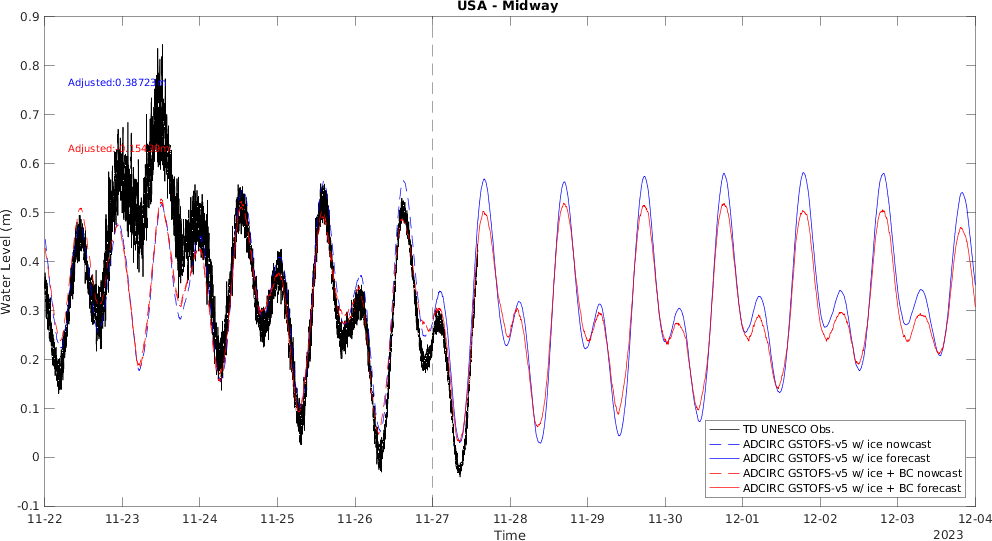 USA - Midway
0.9
0.8
0.7
0.6
0.5
0.4
0.3
0.2
0.1
0
-0.1
Water Level (m)
Adjusted:0.38723m
11-22
11-23
11-24
11-25
11-26
11-27
11-28
11-29
11-30
12-01
12-02
12-03
12-04
Time
2023
TD UNESCO Obs.
ADCIRC GSTOFS-v5 w/ ice nowcast
ADCIRC GSTOFS-v5 w/ ice forecast
ADCIRC GSTOFS-v5 w/ ice + BC nowcast
ADCIRC GSTOFS-v5 w/ ice + BC forecast
Adjusted: